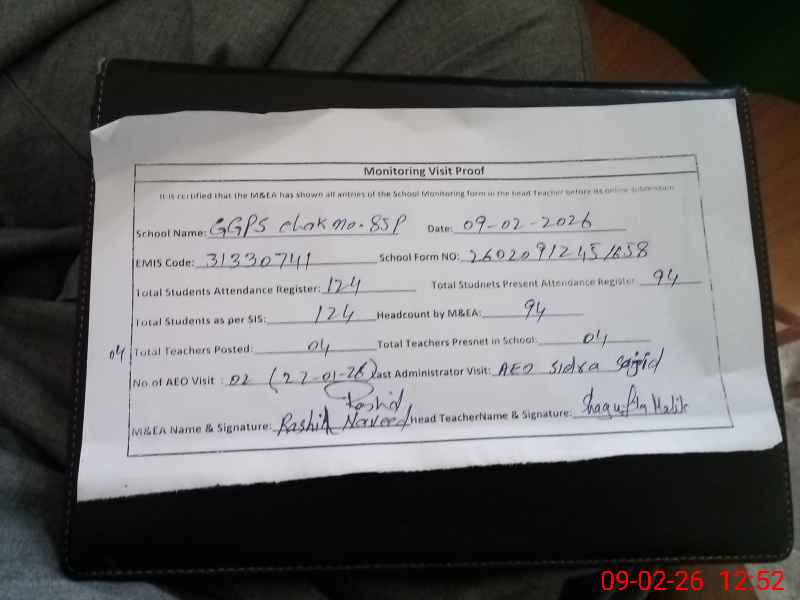 Monitoring Visit Proof
It is certified that the M&EA has shown all entries of the School Monitoring form to the head Teacher before its online submission
School Name: GGPS chak no. 85P Date: 09-02-2026
EMIS Code: 31330741 School Form NO: 26020912451658
Total Students Attendance Register: 124 Total Studnets Present Attendance Register 94
Total Students as per SIS: 124 Headcount by M&EA: 94
04 Total Teachers Posted: 04 Total Teachers Presnet in School: 04
No of AEO Visit : 02 (22-01-26) last Administrator Visit: AEO Sidra Sajjid
Rashid
M&EA Name & Signature: Rashid Naveed head TeacherName & Signature: Shagufta Malik
09-02-26 12:52